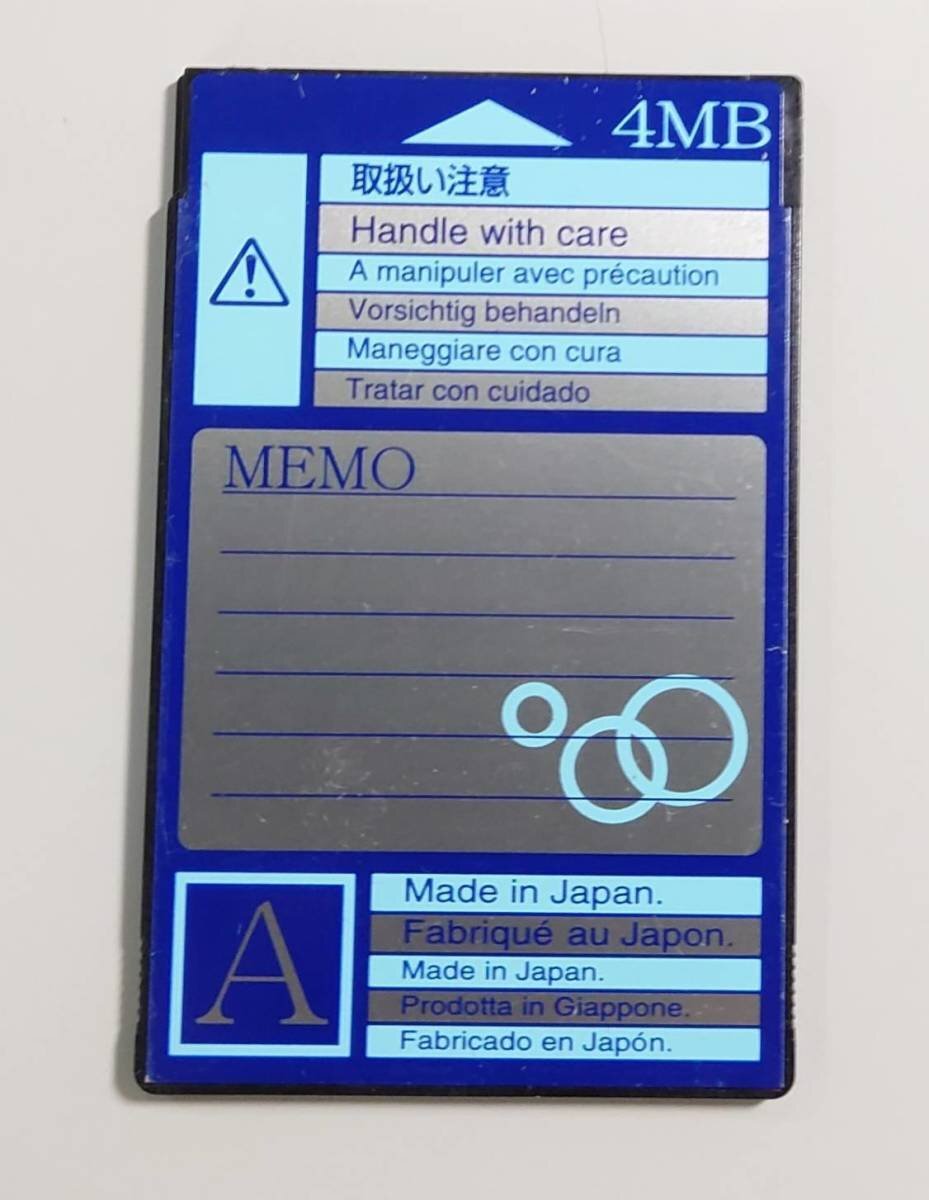 4MB
取扱い注意
Handle with care
A manipuler avec précaution
Vorsichtig behandeln
Maneggiare con cura
Tratar con cuidado
MEMO
A
Made in Japan.
Fabriqué au Japon.
Made in Japan.
Prodotta in Giappone.
Fabricado en Japón.